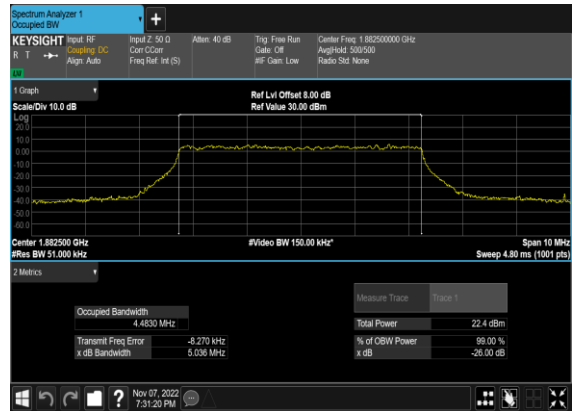 Spectrum Analyzer 1
Occupied BW
+
KEYSIGHT Input: RF Input Z: 50 Ω Atten: 40 dB Trig: Free Run Center Freq: 1.882500000 GHz
R T Coupling: DC Corr CCorr Gate: Off Avg|Hold: 500/500
Align: Auto Freq Ref: Int (S) #IF Gain: Low Radio Std: None
1 Graph
Ref Lvl Offset 8.00 dB
Scale/Div 10.0 dB Ref Value 30.00 dBm
Log
20.0
10.0
0.00
-10.0
-20.0
-30.0
-40.0
-50.0
-60.0
Center 1.882500 GHz #Video BW 150.00 kHz* Span 10 MHz
#Res BW 51.000 kHz Sweep 4.80 ms (1001 pts)
2 Metrics
Measure Trace Trace 1
Occupied Bandwidth
4.4830 MHz Total Power 22.4 dBm
Transmit Freq Error -8.270 kHz % of OBW Power 99.00 %
x dB Bandwidth 5.036 MHz x dB -26.00 dB
? Nov 07, 2022
7:31:20 PM